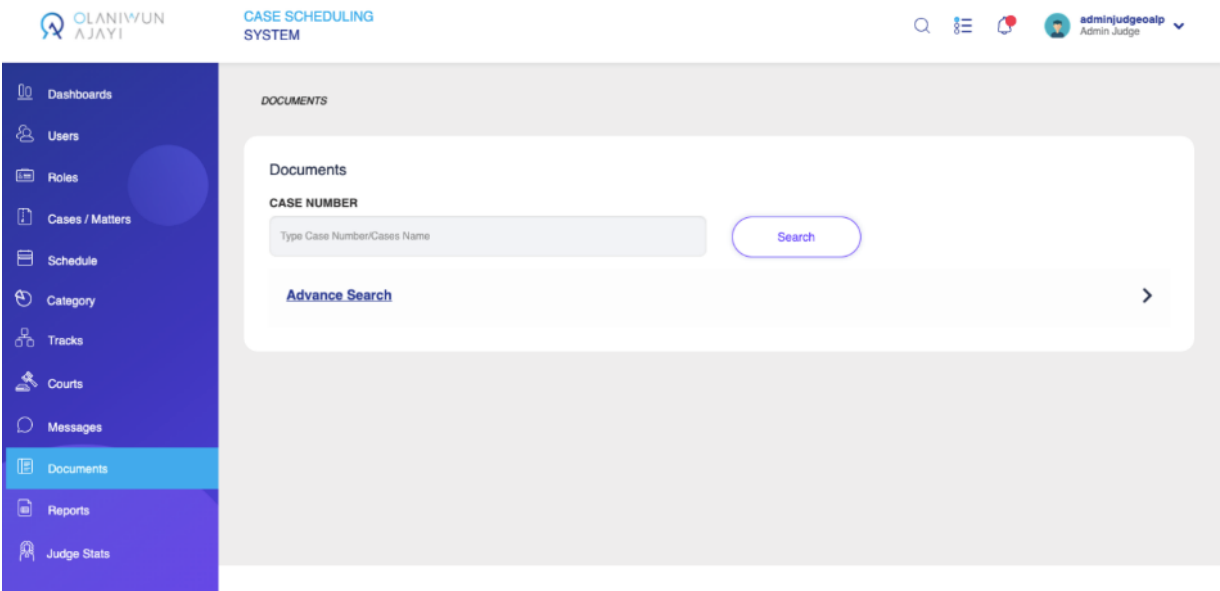 OLANIWUN
AJAYI
CASE SCHEDULING
SYSTEM
adminjudgeoalp
Admin Judge
Dashboards
Users
Roles
Cases / Matters
Schedule
Category
Tracks
Courts
Messages
Documents
Reports
Judge Stats
DOCUMENTS
Documents
CASE NUMBER
Type Case Number/Cases Name
Search
Advance Search